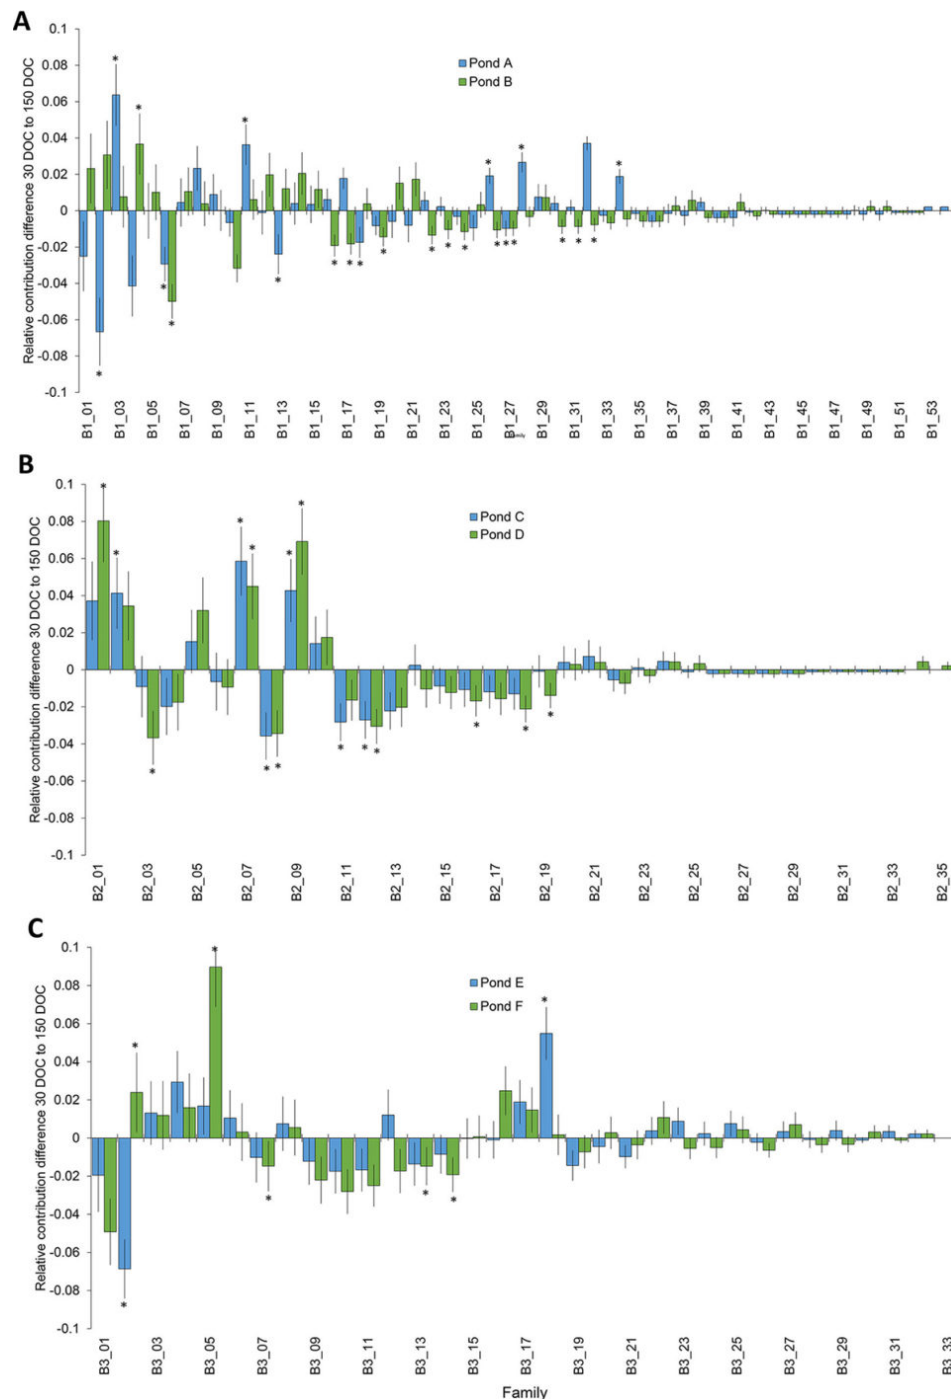 A
Relative contribution difference 30 DOC to 150 DOC
0.1
0.08
0.06
0.04
0.02
0
-0.02
-0.04
-0.06
-0.08
-0.1
Pond A
Pond B
* * * * * * * * * * * * * * * * * * * * * * *
B1_01 B1_03 B1_05 B1_07 B1_09 B1_11 B1_13 B1_15 B1_17 B1_19 B1_21 B1_23 B1_25 B1_27 B1_29 B1_31 B1_33 B1_35 B1_37 B1_39 B1_41 B1_43 B1_45 B1_47 B1_49 B1_51 B1_53
Family
B
Relative contribution difference 30 DOC to 150 DOC
0.1
0.08
0.06
0.04
0.02
0
-0.02
-0.04
-0.06
-0.08
-0.1
Pond C
Pond D
* * * * * * * * * * * * * * *
B2_01 B2_03 B2_05 B2_07 B2_09 B2_11 B2_13 B2_15 B2_17 B2_19 B2_21 B2_23 B2_25 B2_27 B2_29 B2_31 B2_33 B2_35
C
Relative contribution difference 30 DOC to 150 DOC
0.1
0.08
0.06
0.04
0.02
0
-0.02
-0.04
-0.06
-0.08
-0.1
Pond E
Pond F
* * * * * * *
B3_01 B3_03 B3_05 B3_07 B3_09 B3_11 B3_13 B3_15 B3_17 B3_19 B3_21 B3_23 B3_25 B3_27 B3_29 B3_31 B3_33
Family